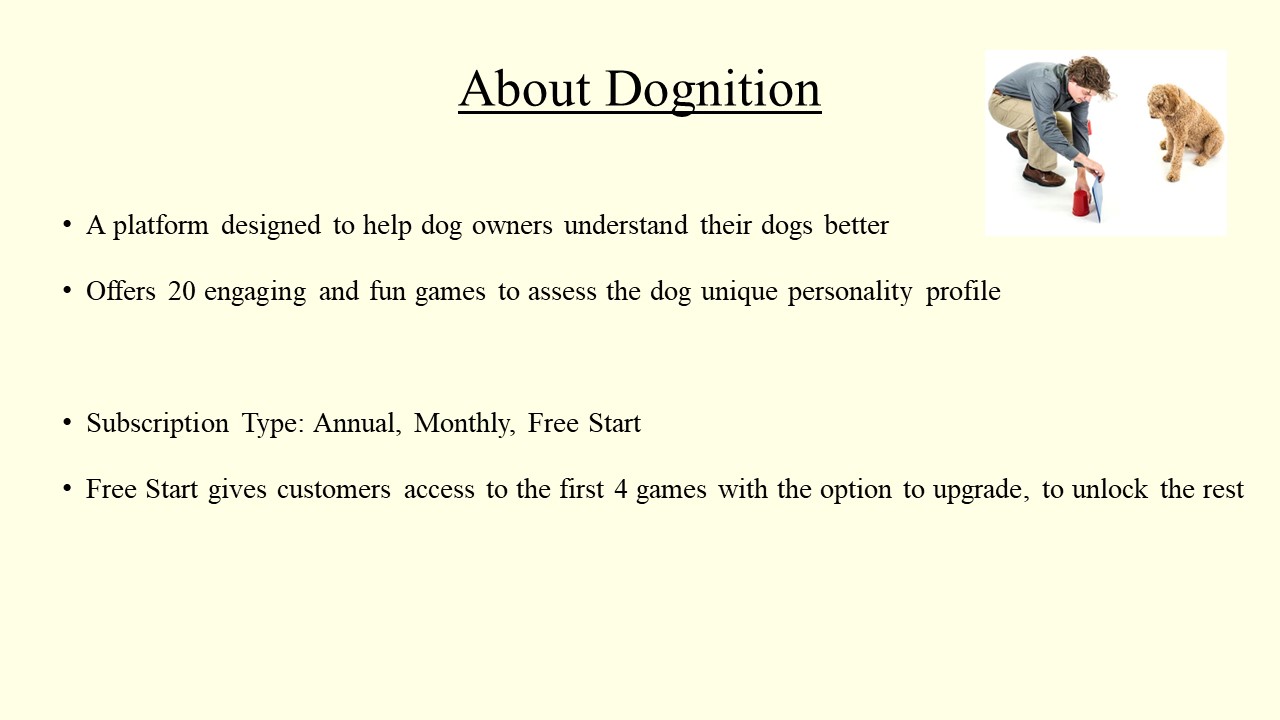 About Dognition
• A platform designed to help dog owners understand their dogs better
• Offers 20 engaging and fun games to assess the dog unique personality profile
• Subscription Type: Annual, Monthly, Free Start
• Free Start gives customers access to the first 4 games with the option to upgrade, to unlock the rest